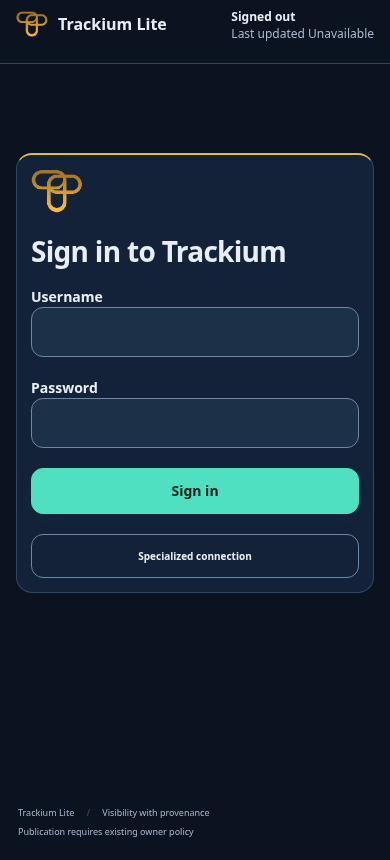 Trackium Lite
Signed out
Last updated Unavailable
Sign in to Trackium
Username
Password
Sign in
Specialized connection
Trackium Lite / Visibility with provenance
Publication requires existing owner policy